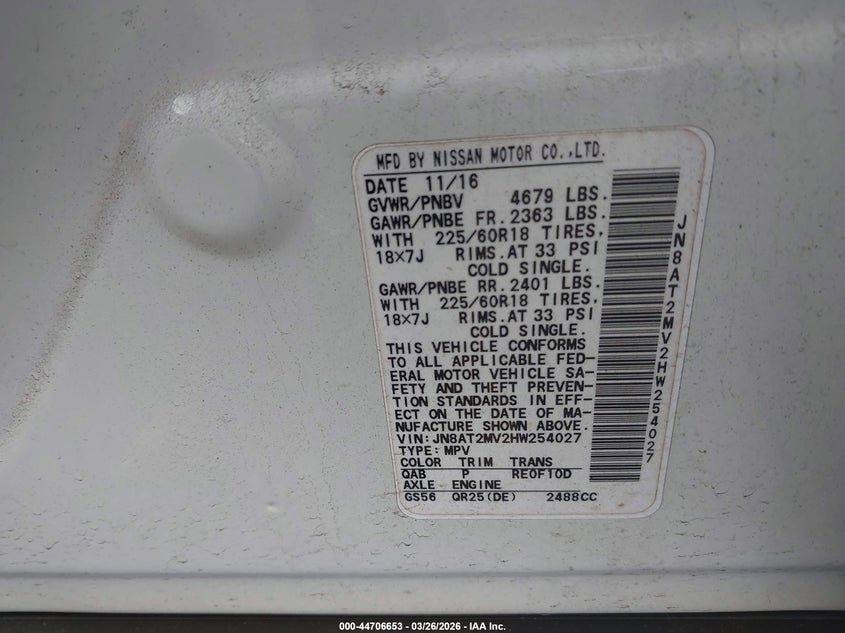 MFD BY NISSAN MOTOR CO.,LTD.
DATE 11/16
GVWR/PNBV 4679 LBS.
GAWR/PNBE FR. 2363 LBS.
WITH 225/60R18 TIRES,
18×7J RIMS. AT 33 PSI
COLD SINGLE.
GAWR/PNBE RR. 2401 LBS.
WITH 225/60R18 TIRES,
18×7J RIMS. AT 33 PSI
COLD SINGLE.
THIS VEHICLE CONFORMS
TO ALL APPLICABLE FED-
ERAL MOTOR VEHICLE SA-
FETY AND THEFT PREVEN-
TION STANDARDS IN EFF-
ECT ON THE DATE OF MA-
NUFACTURE SHOWN ABOVE.
VIN:JN8AT2MV2HW254027
TYPE:MPV
COLOR TRIM TRANS
QAB P RE0F10D
AXLE ENGINE
GS56 QR25(DE) 2488CC
JN8AT2MV2HW254027
000-44706653 — 03/26/2026 — IAA Inc.